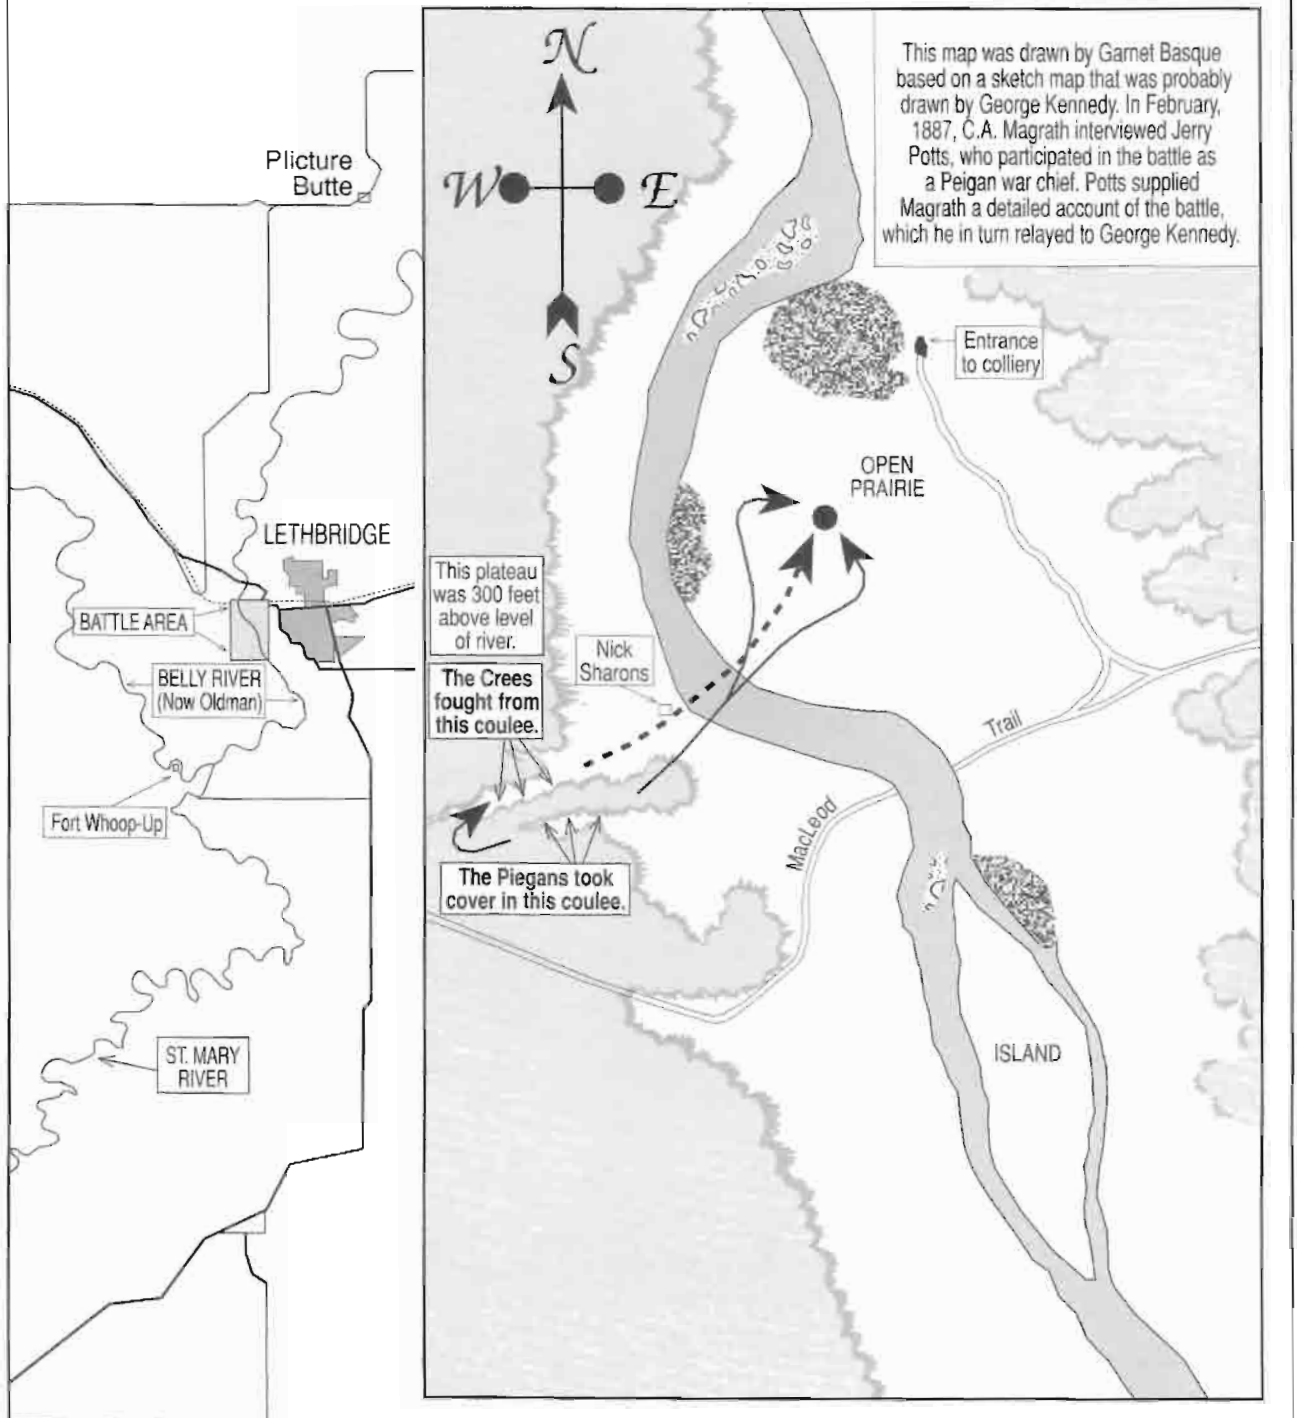 Plicture
Butte
LETHBRIDGE
BATTLE AREA
BELLY RIVER
(Now Oldman)
Fort Whoop-Up
ST. MARY
RIVER
N
W
E
S
This map was drawn by Garnet Basque
based on a sketch map that was probably
drawn by George Kennedy. In February,
1887, C.A. Magrath interviewed Jerry
Potts, who participated in the battle as
a Peigan war chief. Potts supplied
Magrath a detailed account of the battle,
which he in turn relayed to George Kennedy.
Entrance
to colliery
OPEN
PRAIRIE
This plateau
was 300 feet
above level
of river.
Nick
Sharons
The Crees
fought from
this coulee.
Trail
MacLeod
The Piegans took
cover in this coulee.
ISLAND